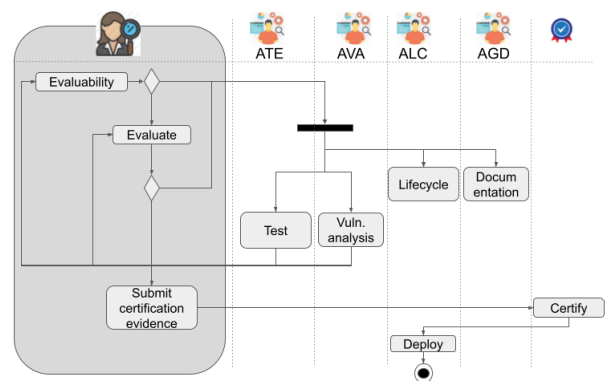 ATE
AVA
ALC
AGD
Evaluability
Evaluate
Lifecycle
Docum
entation
Test
Vuln.
analysis
Submit
certification
evidence
Certify
Deploy